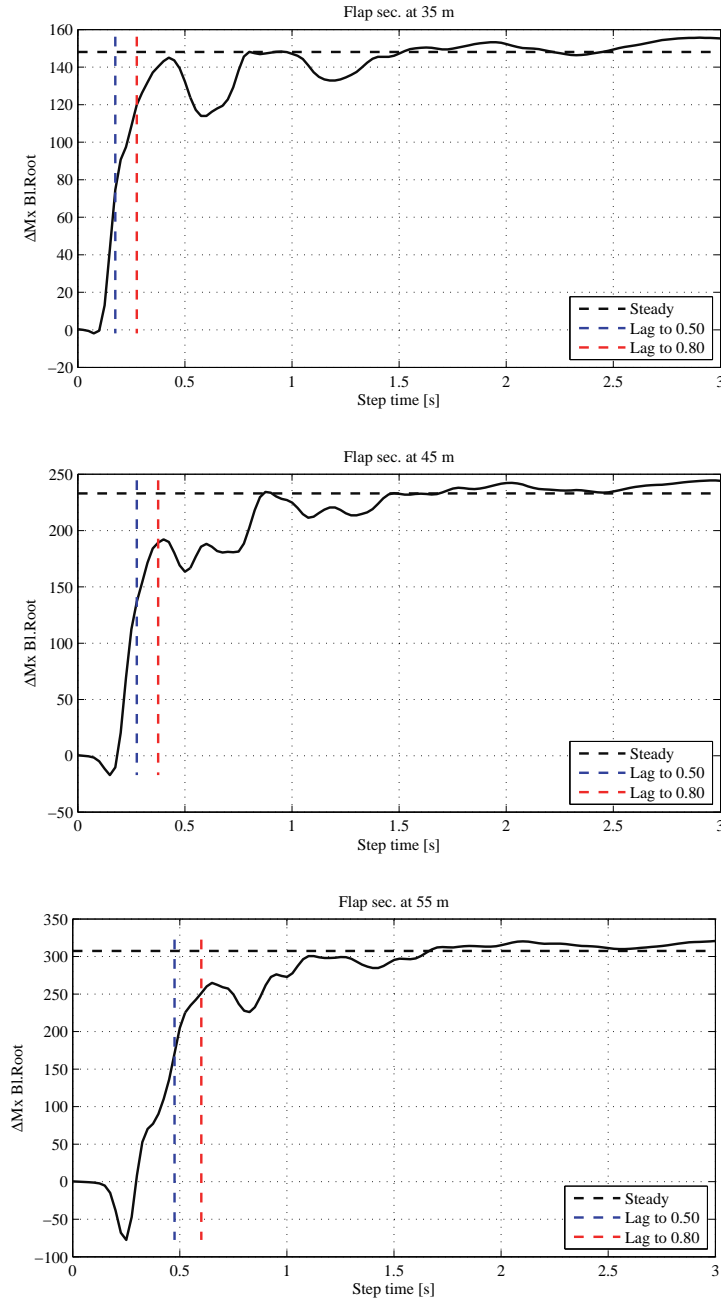 Flap sec. at 35 m
160
140
120
100
80
60
40
20
0
−20
ΔMx Bl.Root
0 0.5 1 1.5 2 2.5 3
Step time [s]
Steady
Lag to 0.50
Lag to 0.80
Flap sec. at 45 m
250
200
150
100
50
0
−50
ΔMx Bl.Root
0 0.5 1 1.5 2 2.5 3
Step time [s]
Steady
Lag to 0.50
Lag to 0.80
Flap sec. at 55 m
350
300
250
200
150
100
50
0
−50
−100
ΔMx Bl.Root
0 0.5 1 1.5 2 2.5 3
Step time [s]
Steady
Lag to 0.50
Lag to 0.80